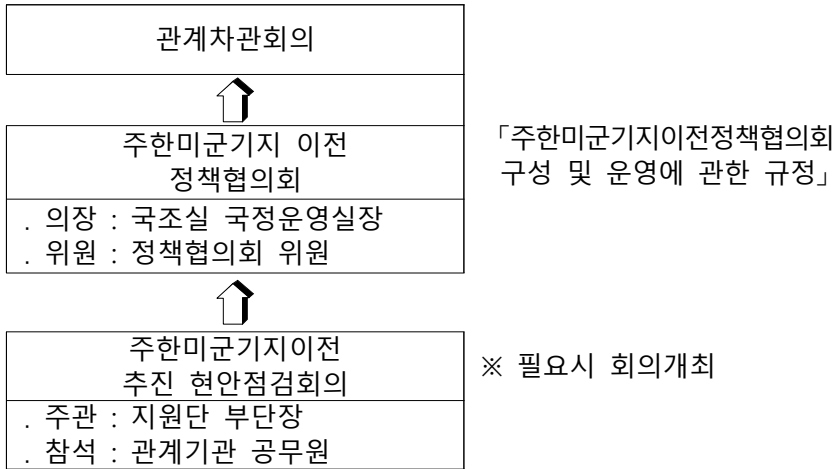 관계차관회의
주한미군기지 이전
정책협의회
. 의장 : 국조실 국정운영실장
. 위원 : 정책협의회 위원
「주한미군기지이전정책협의회
구성 및 운영에 관한 규정」
주한미군기지이전
추진 현안점검회의
. 주관 : 지원단 부단장
. 참석 : 관계기관 공무원
※ 필요시 회의개최